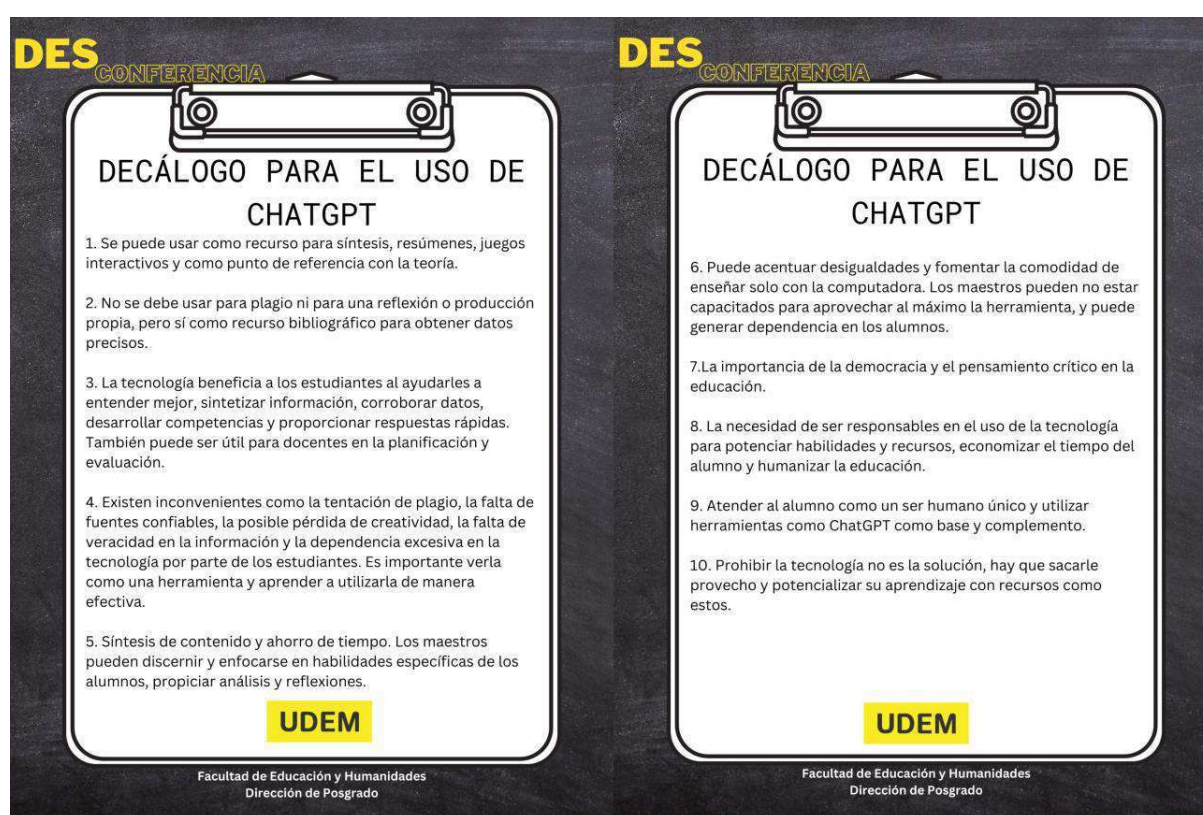 DES
CONFERENCIA
DECÁLOGO PARA EL USO DE
CHATGPT
1. Se puede usar como recurso para síntesis, resúmenes, juegos
interactivos y como punto de referencia con la teoría.
2. No se debe usar para plagio ni para una reflexión o producción
propia, pero sí como recurso bibliográfico para obtener datos
precisos.
3. La tecnología beneficia a los estudiantes al ayudarles a
entender mejor, sintetizar información, corroborar datos,
desarrollar competencias y proporcionar respuestas rápidas.
También puede ser útil para docentes en la planificación y
evaluación.
4. Existen inconvenientes como la tentación de plagio, la falta de
fuentes confiables, la posible pérdida de creatividad, la falta de
veracidad en la información y la dependencia excesiva en la
tecnología por parte de los estudiantes. Es importante verla
como una herramienta y aprender a utilizarla de manera
efectiva.
5. Síntesis de contenido y ahorro de tiempo. Los maestros
pueden discernir y enfocarse en habilidades específicas de los
alumnos, propiciar análisis y reflexiones.
UDEM
Facultad de Educación y Humanidades
Dirección de Posgrado
DES
CONFERENCIA
DECÁLOGO PARA EL USO DE
CHATGPT
6. Puede acentuar desigualdades y fomentar la comodidad de
enseñar solo con la computadora. Los maestros pueden no estar
capacitados para aprovechar al máximo la herramienta, y puede
generar dependencia en los alumnos.
7.La importancia de la democracia y el pensamiento crítico en la
educación.
8. La necesidad de ser responsables en el uso de la tecnología
para potenciar habilidades y recursos, economizar el tiempo del
alumno y humanizar la educación.
9. Atender al alumno como un ser humano único y utilizar
herramientas como ChatGPT como base y complemento.
10. Prohibir la tecnología no es la solución, hay que sacarle
provecho y potencializar su aprendizaje con recursos como
estos.
UDEM
Facultad de Educación y Humanidades
Dirección de Posgrado